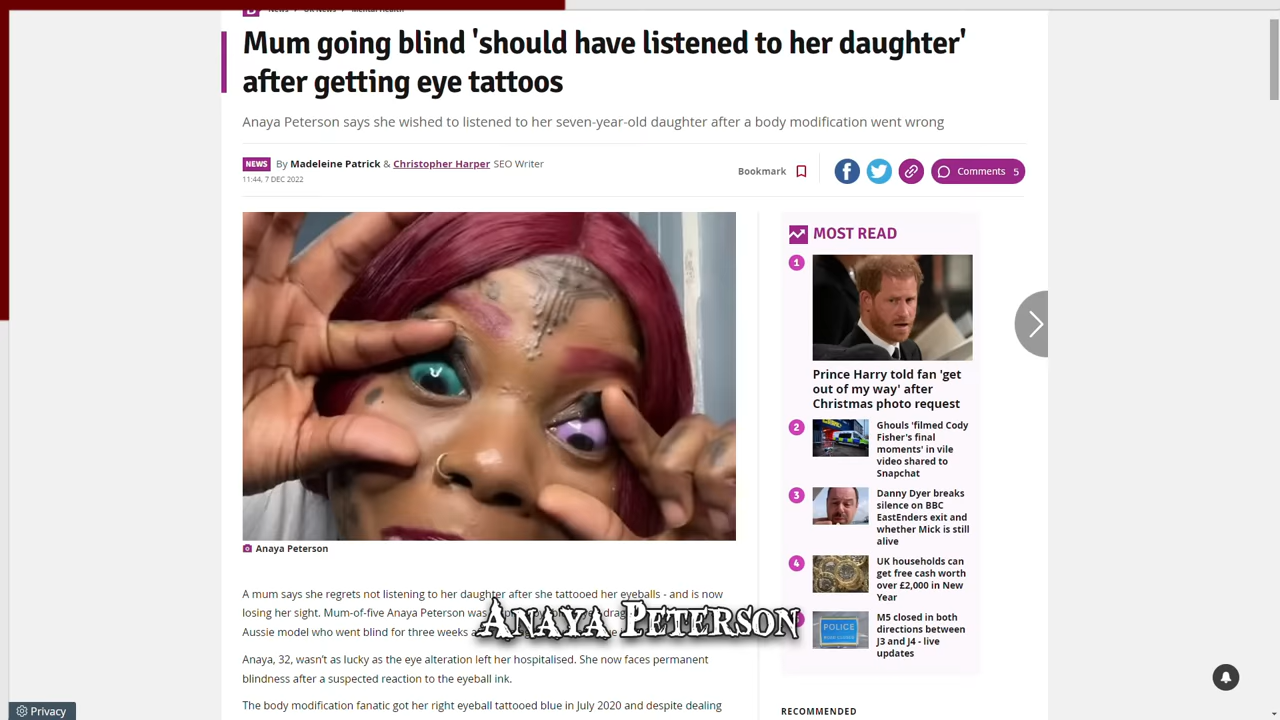 News
UK News
Mental Health
Mum going blind 'should have listened to her daughter'
after getting eye tattoos
Anaya Peterson says she wished to listened to her seven-year-old daughter after a body modification went wrong
NEWS By Madeleine Patrick & Christopher Harper SEO Writer
11:44, 7 DEC 2022
Bookmark
Comments 5
Anaya Peterson
A mum says she regrets not listening to her daughter after she tattooed her eyeballs - and is now
losing her sight. Mum-of-five Anaya Peterson was
Aussie model who went blind for three weeks
Anaya, 32, wasn't as lucky as the eye alteration left her hospitalised. She now faces permanent
blindness after a suspected reaction to the eyeball ink.
The body modification fanatic got her right eyeball tattooed blue in July 2020 and despite dealing
ANAYA PETERSON
MOST READ
1
Prince Harry told fan 'get
out of my way' after
Christmas photo request
2
Ghouls 'filmed Cody
Fisher's final
moments' in vile
video shared to
Snapchat
3
Danny Dyer breaks
silence on BBC
EastEnders exit and
whether Mick is still
alive
4
UK households can
get free cash worth
over £2,000 in New
Year
POLICE
M5 closed in both
directions between
J3 and J4 - live
updates
RECOMMENDED
Privacy